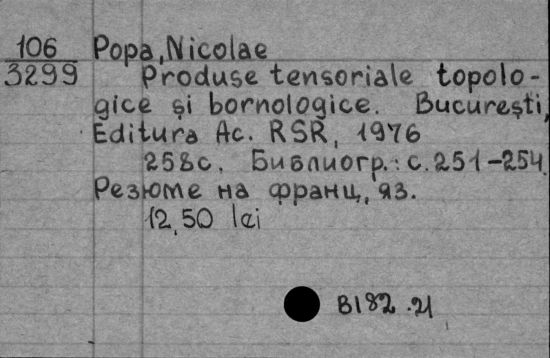 106 Popa, Nicolae
3299 Produse tensoriale topolo-
gice și bornologice. București,
Editura Ac. RSR, 1976
258с. Библиогр.: с. 251-254.
Резюме на франц, яз.
12,50 lei
B182.21